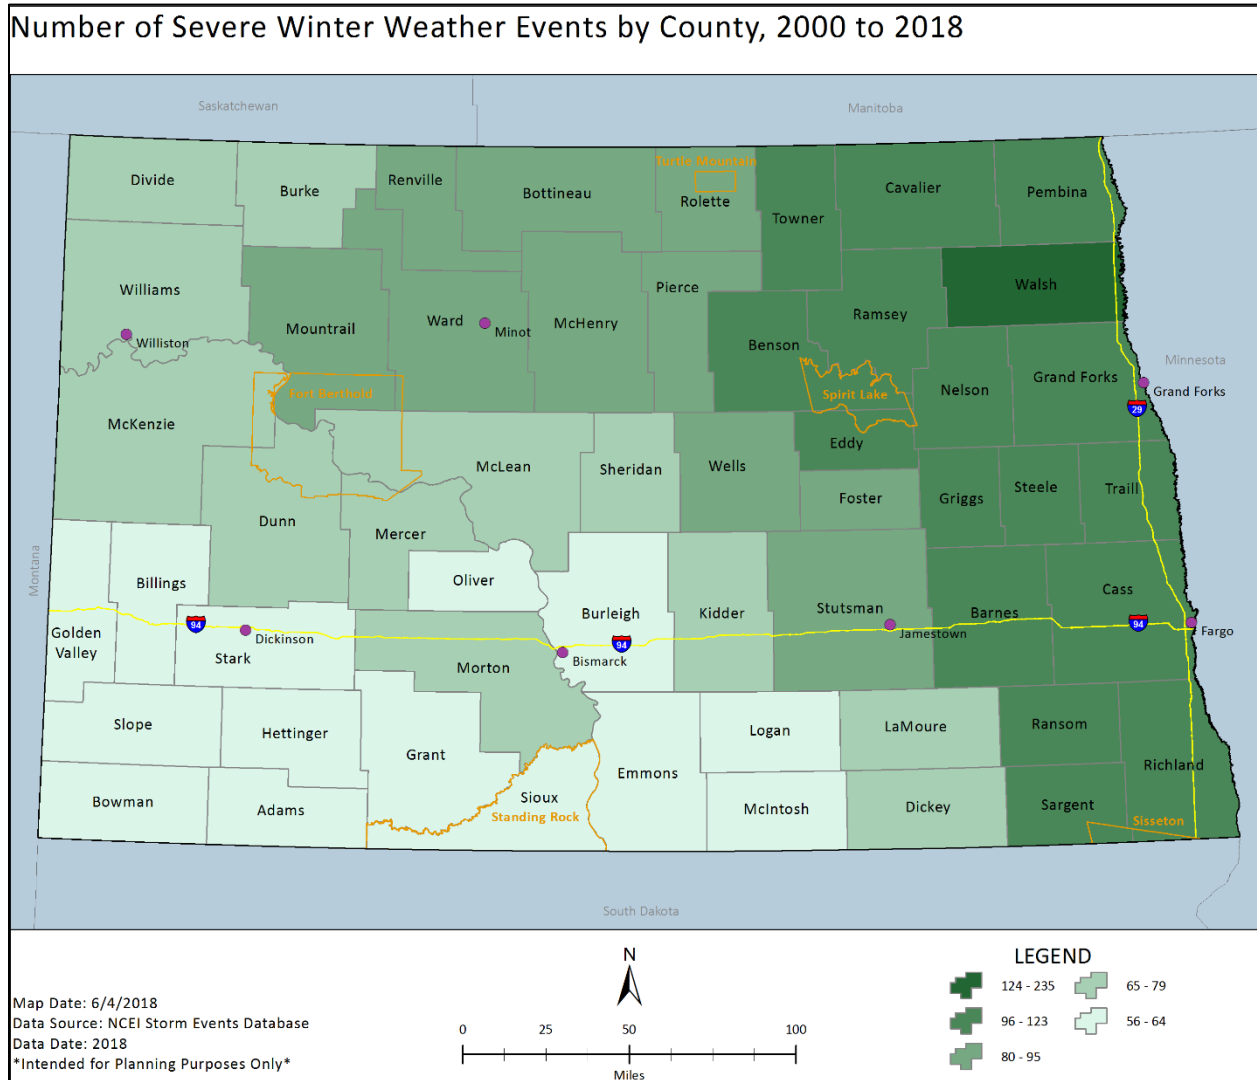 Number of Severe Winter Weather Events by County, 2000 to 2018
Saskatchewan
Manitoba
Divide
Burke
Renville
Bottineau
Turtle Mountain
Rolette
Towner
Cavalier
Pembina
Williams
Williston
Mountrail
Ward
Minot
McHenry
Pierce
Benson
Ramsey
Walsh
Minnesota
McKenzie
Fort Berthold
Spirit Lake
Nelson
Grand Forks
Grand Forks
29
McLean
Sheridan
Wells
Eddy
Foster
Griggs
Steele
Traill
Dunn
Mercer
Montana
Billings
Oliver
Burleigh
Kidder
Stutsman
Barnes
Cass
Golden
Valley
94
Dickinson
Stark
Morton
Bismarck
94
Jamestown
94
Fargo
Slope
Hettinger
Grant
Logan
LaMoure
Ransom
Richland
Bowman
Adams
Sioux
Standing Rock
Emmons
McIntosh
Dickey
Sargent
Sisseton
South Dakota
N
LEGEND
124 - 235
65 - 79
96 - 123
56 - 64
80 - 95
Map Date: 6/4/2018
Data Source: NCEI Storm Events Database
Data Date: 2018
*Intended for Planning Purposes Only*
0 25 50 100
Miles